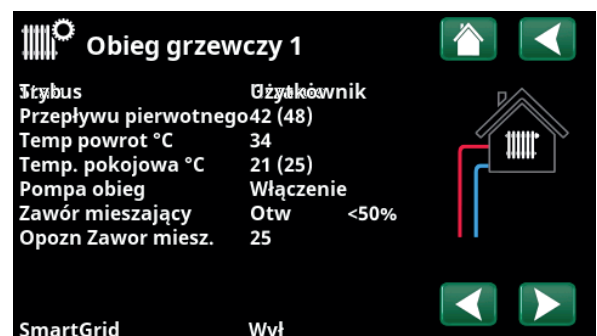 Obieg grzewczy 1
Przepływu pierwotnego 42 (48)
Temp powrot °C 34
Temp. pokojowa °C 21 (25)
Pompa obieg Włączenie
Zawór mieszający Otw <50%
Opozn Zawor miesz. 25
SmartGrid Wył